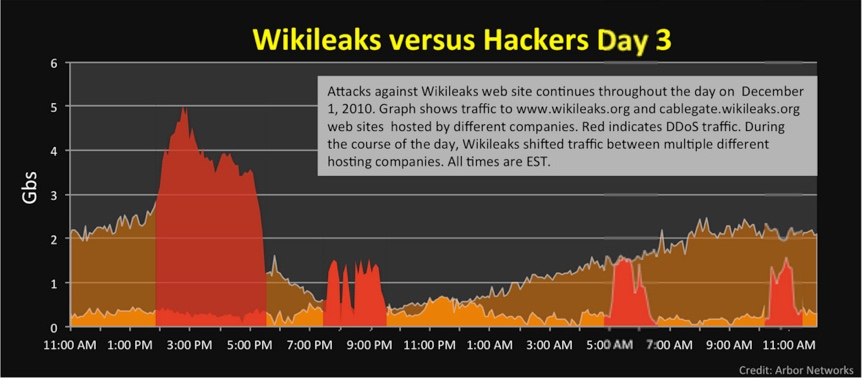 Wikileaks versus Hackers Day 3
6
Attacks against Wikileaks web site continues throughout the day on December
1, 2010. Graph shows traffic to www.wikileaks.org and cablegate.wikileaks.org
web sites hosted by different companies. Red indicates DDoS traffic. During
the course of the day, Wikileaks shifted traffic between multiple different
hosting companies. All times are EST.
5
4
3
2
1
0
Gbs
11:00 AM 1:00 PM 3:00 PM 5:00 PM 7:00 PM 9:00 PM 11:00 PM 1:00 AM 3:00 AM 5:00 AM 7:00 AM 9:00 AM 11:00 AM
Credit: Arbor Networks